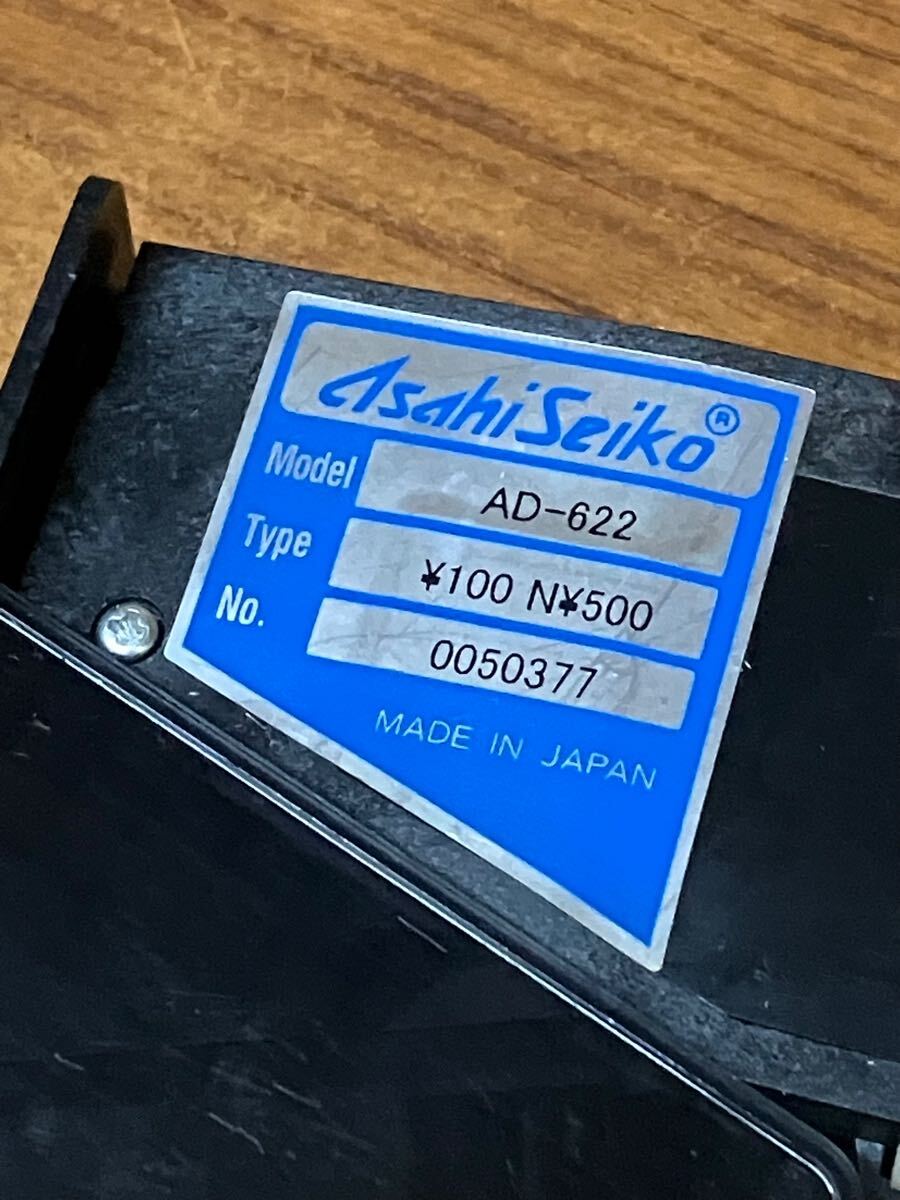 AsahiSeiko®
Model AD-622
Type ¥100 N¥500
No. 0050377
MADE IN JAPAN